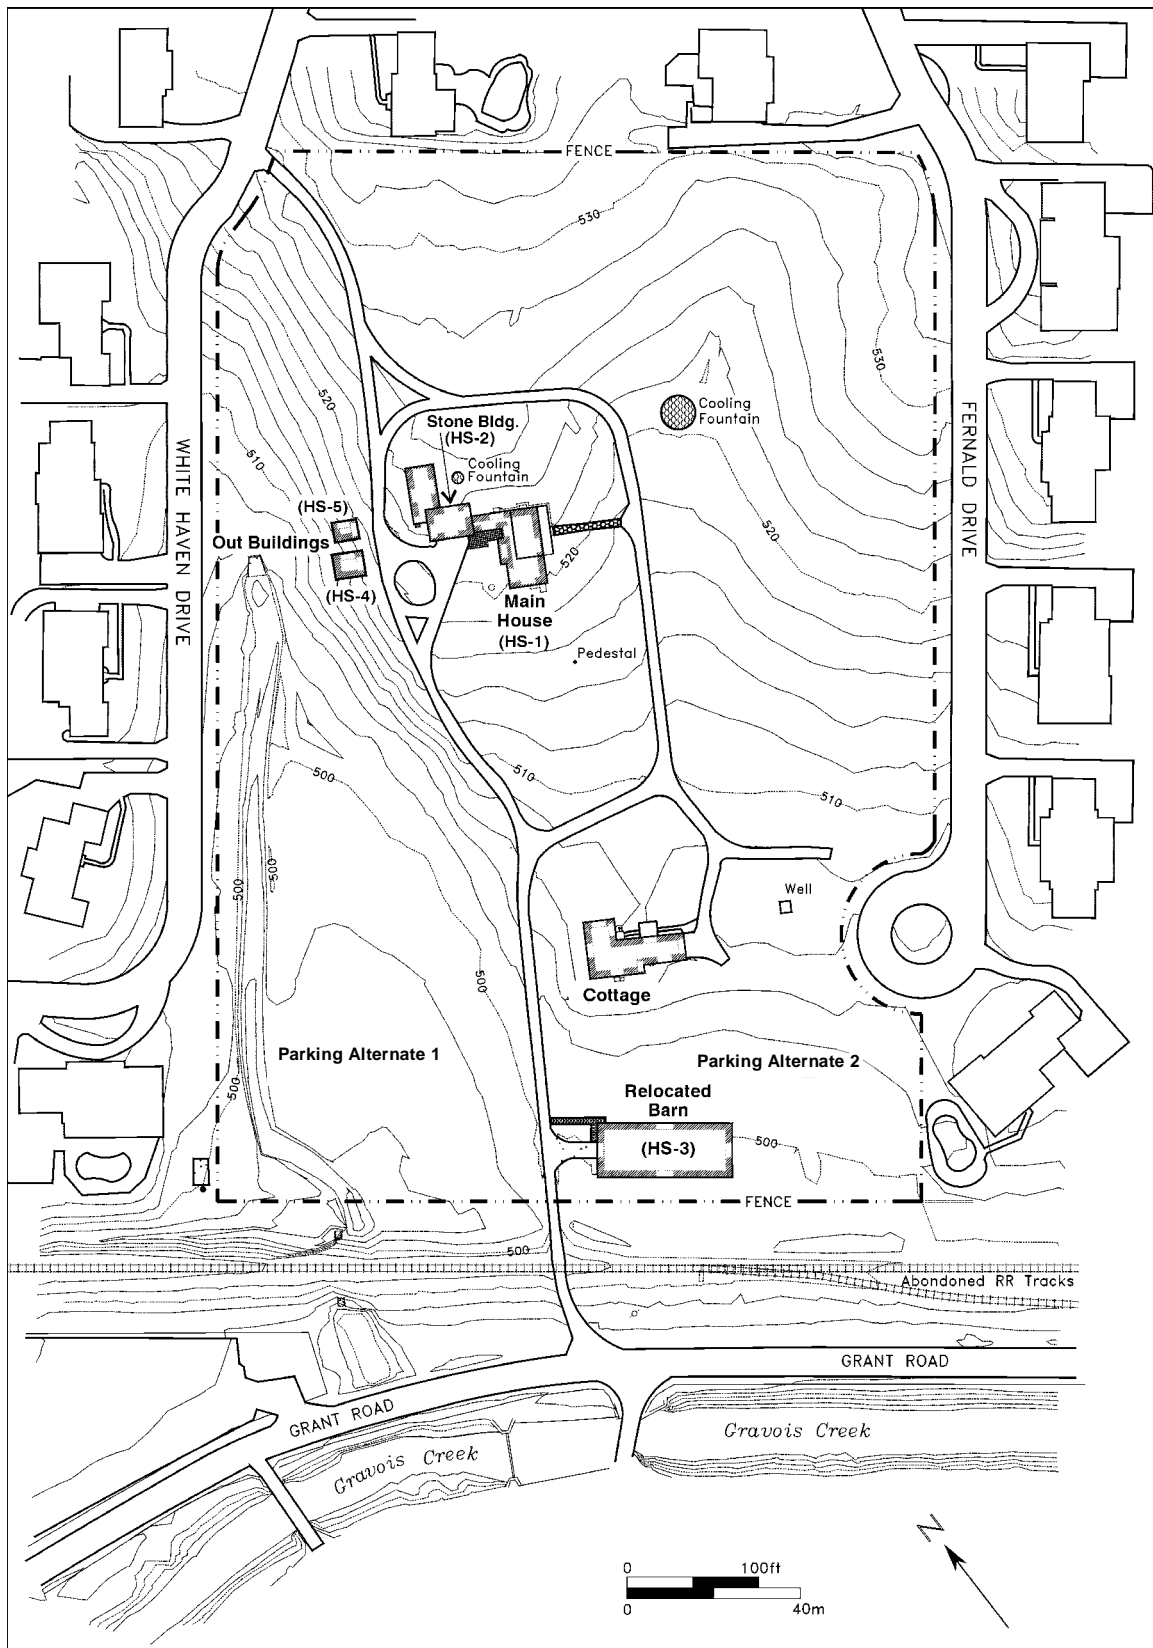 FENCE
530
530
Cooling
Fountain
520
Stone Bldg.
(HS-2)
Cooling
Fountain
510
WHITE HAVEN DRIVE
FERNALD DRIVE
(HS-5)
Out Buildings
520
520
(HS-4)
Main
House
(HS-1)
Pedestal
500
510
510
500
500
Well
500
Cottage
Parking Alternate 1
Parking Alternate 2
500
Relocated
Barn
(HS-3)
500
FENCE
500
Abandoned RR Tracks
GRANT ROAD
GRANT ROAD
Gravois Creek
Gravois Creek
N
0 100ft
0 40m